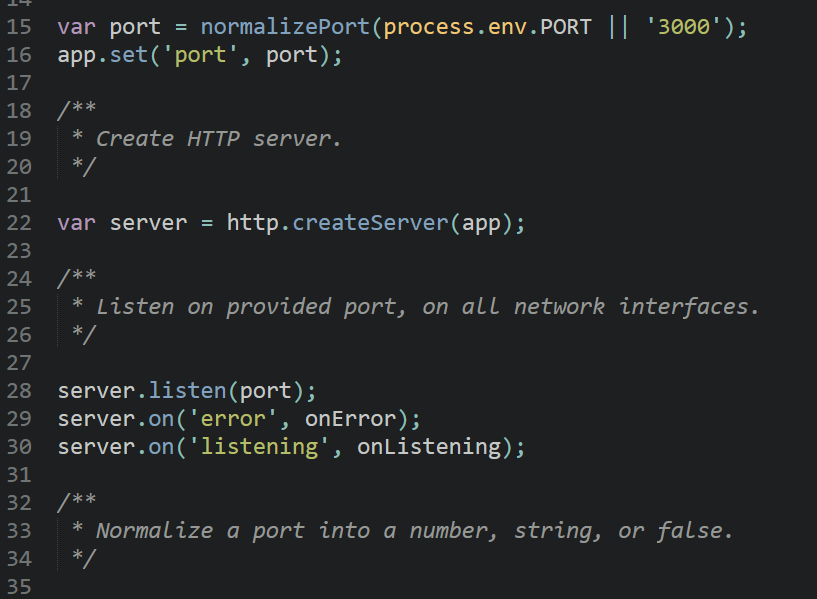 14
15 var port = normalizePort(process.env.PORT || '3000');
16 app.set('port', port);
17
18 /**
19  * Create HTTP server.
20  */
21
22 var server = http.createServer(app);
23
24 /**
25  * Listen on provided port, on all network interfaces.
26  */
27
28 server.listen(port);
29 server.on('error', onError);
30 server.on('listening', onListening);
31
32 /**
33  * Normalize a port into a number, string, or false.
34  */
35